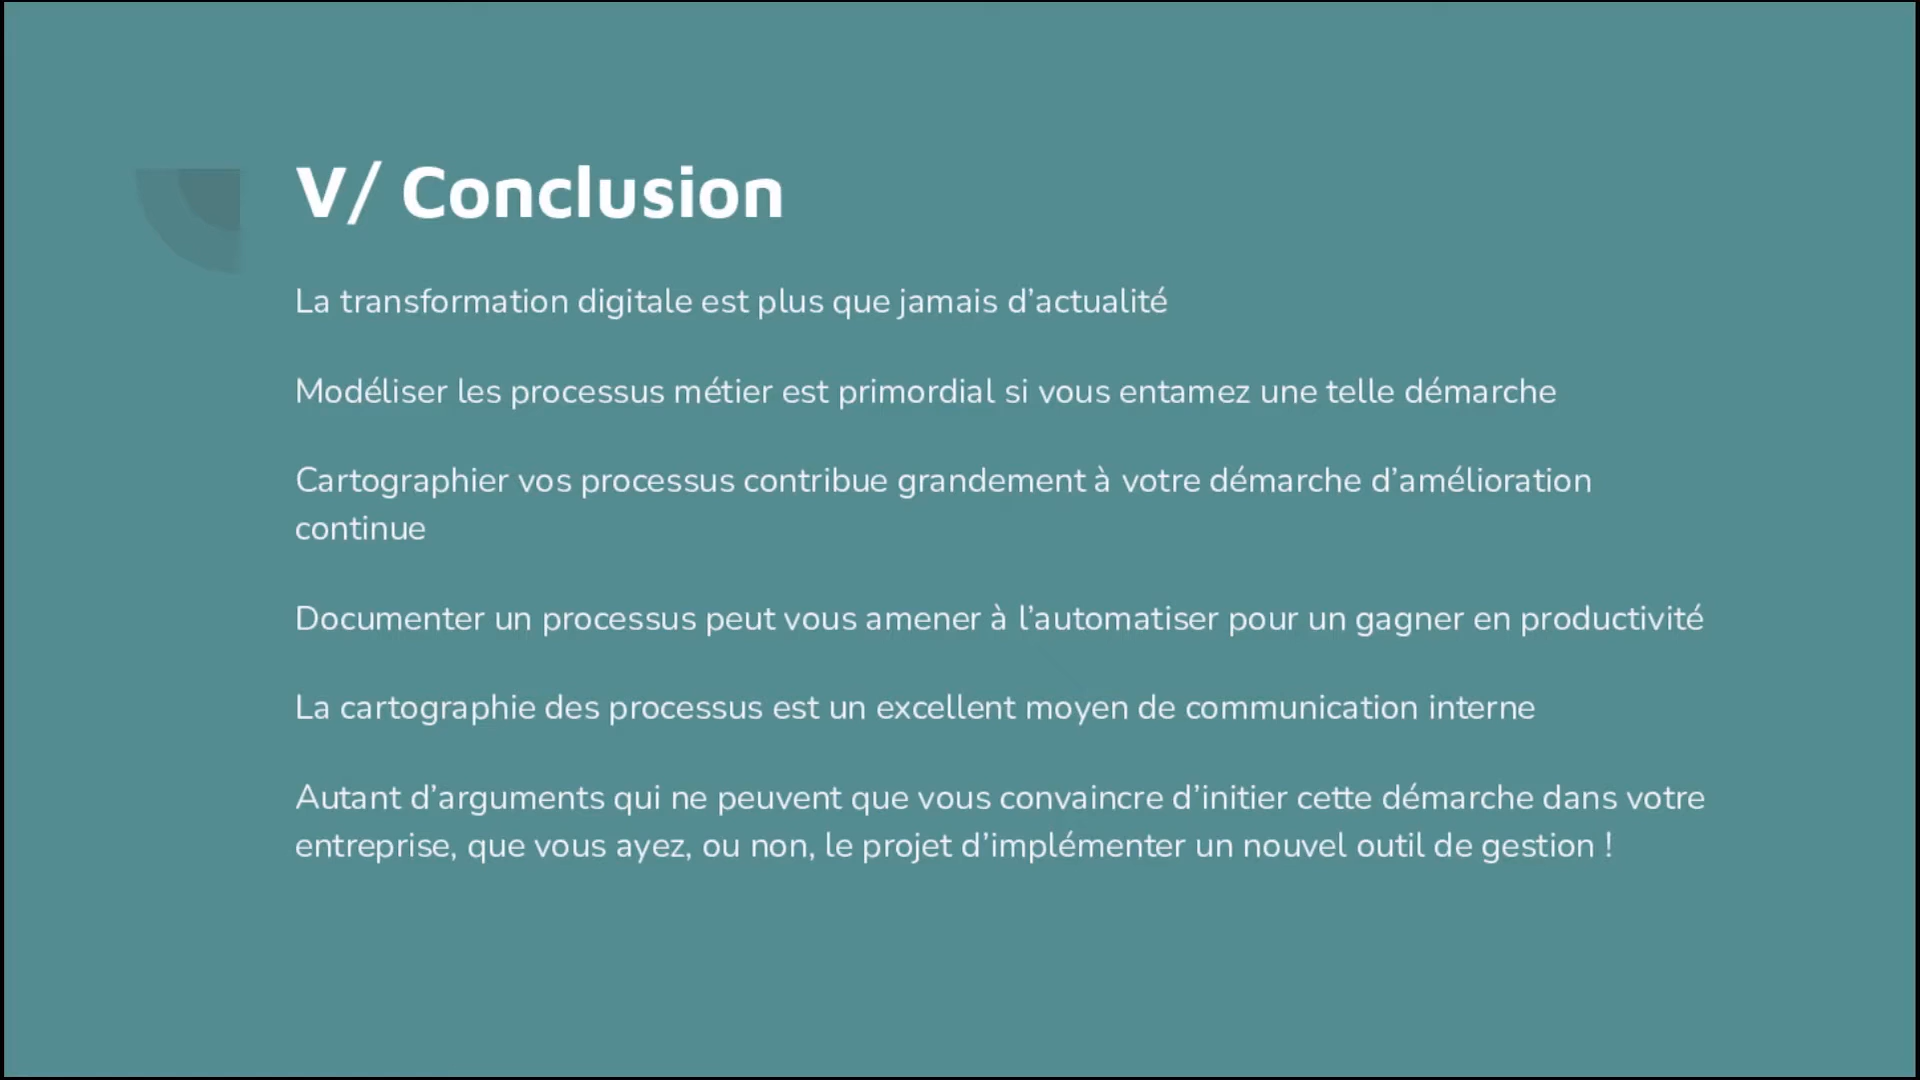 V/ Conclusion
La transformation digitale est plus que jamais d’actualité
Modéliser les processus métier est primordial si vous entamez une telle démarche
Cartographier vos processus contribue grandement à votre démarche d’amélioration
continue
Documenter un processus peut vous amener à l’automatiser pour un gagner en productivité
La cartographie des processus est un excellent moyen de communication interne
Autant d’arguments qui ne peuvent que vous convaincre d’initier cette démarche dans votre
entreprise, que vous ayez, ou non, le projet d’implémenter un nouvel outil de gestion !